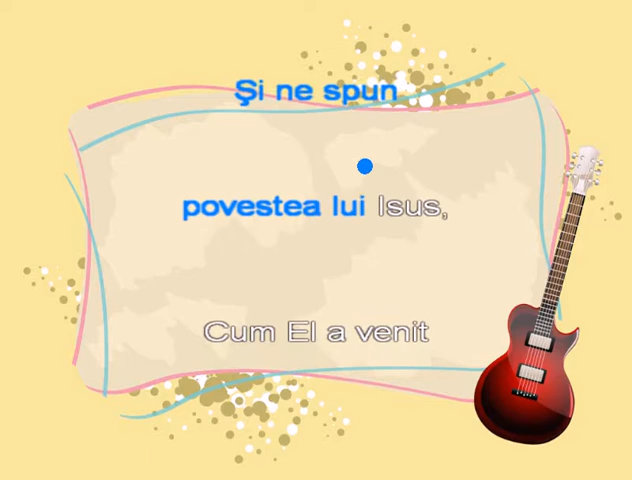 Şi ne spun
povestea lui Isus,
Cum El a venit